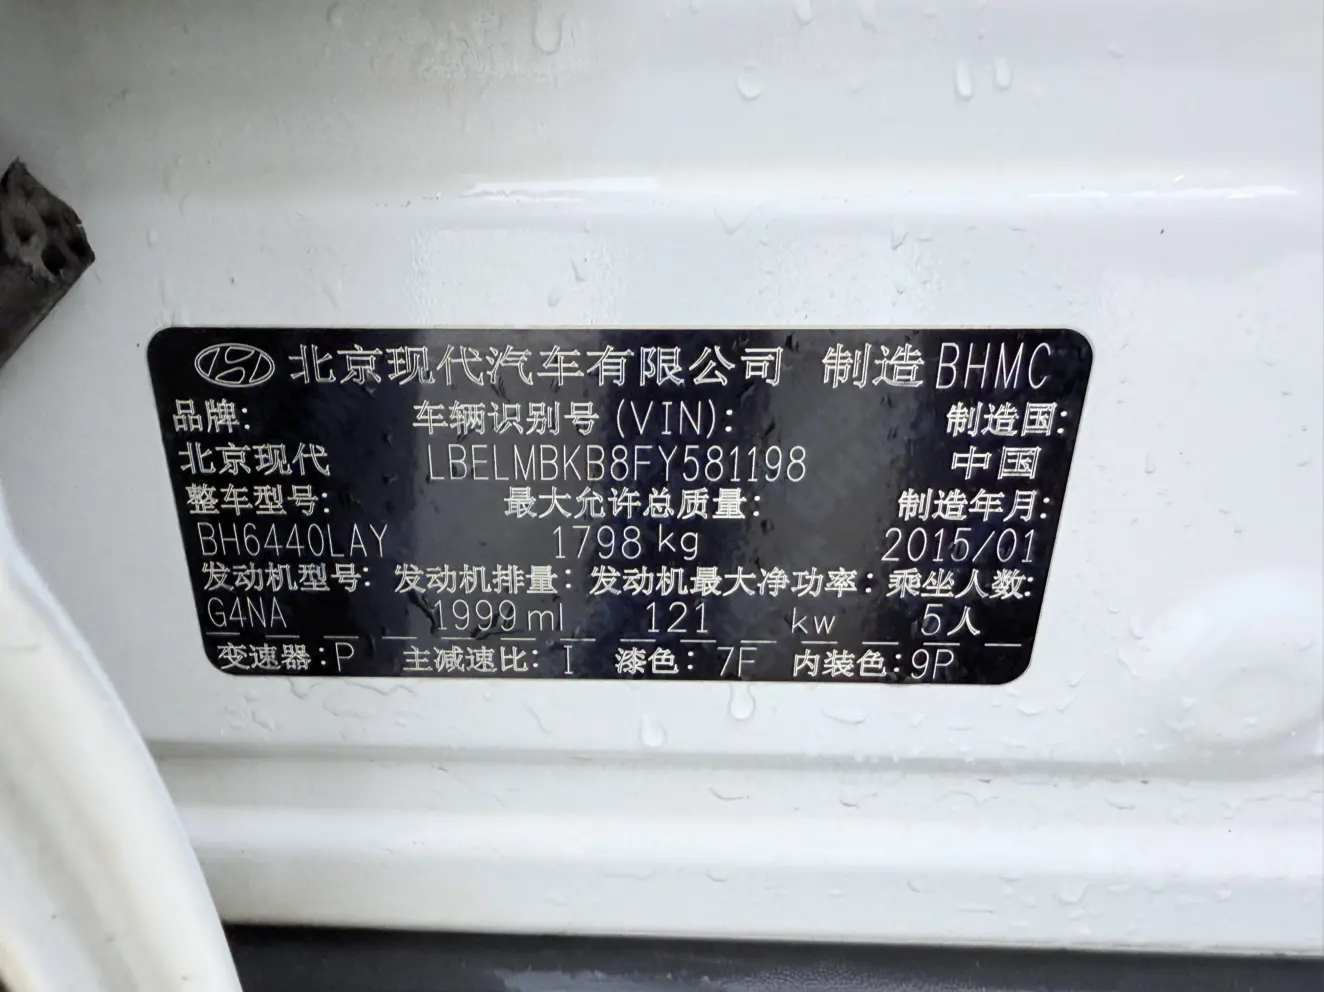 北京现代汽车有限公司 制造 BHMC
品牌: 车辆识别号 (VIN): 制造国:
北京现代 LBELMBKB8FY581198 中国
整车型号: 最大允许总质量: 制造年月:
BH6440LAY 1798 kg 2015/01
发动机型号: 发动机排量: 发动机最大净功率: 乘坐人数:
G4NA 1999 ml 121 kw 5人
变速器: P 主减速比: I 漆色: 7F 内装色: 9P